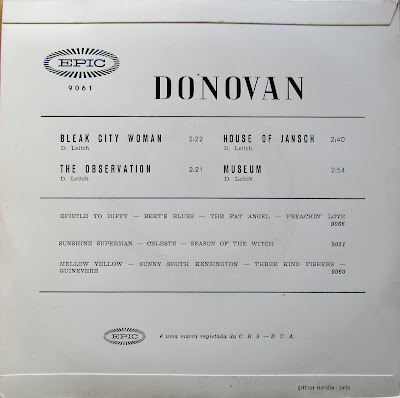 EPIC
9061
DONOVAN
BLEAK CITY WOMAN 2:22
D. Leitch
HOUSE OF JANSCH 2:40
D. Leitch
THE OBSERVATION 2:21
D. Leitch
MUSEUM 2:54
D. Leitch
EPISTLE TO DIPPY — BERT'S BLUES — THE FAT ANGEL — PREACHIN' LOVE
9066
SUNSHINE SUPERMAN — CELESTE — SEASON OF THE WITCH 9051
MELLOW YELLOW — SUNNY SOUTH KENSINGTON — THREE KING FISHERS —
GUINEVERE 9060
EPIC
é uma marca registada da C. B. S. — E. U. A.